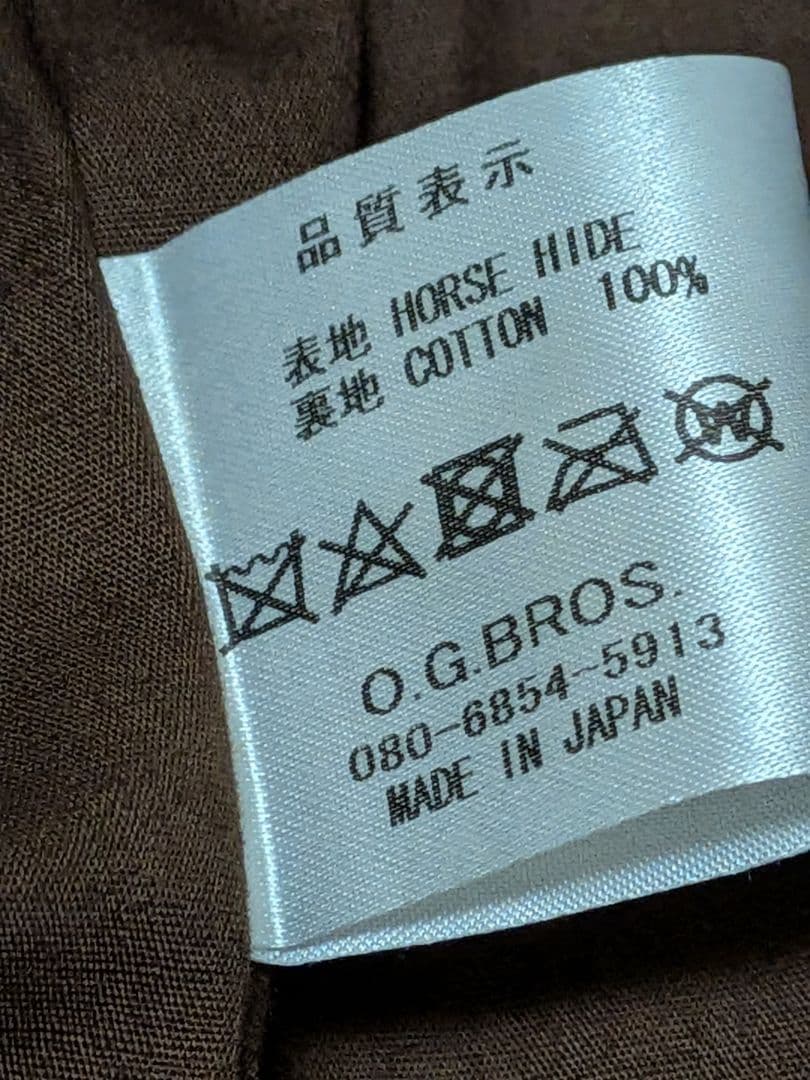 品質表示
表地 HORSE HIDE
裏地 COTTON 100%
W
O.G.BROS.
080-6854-5913
MADE IN JAPAN